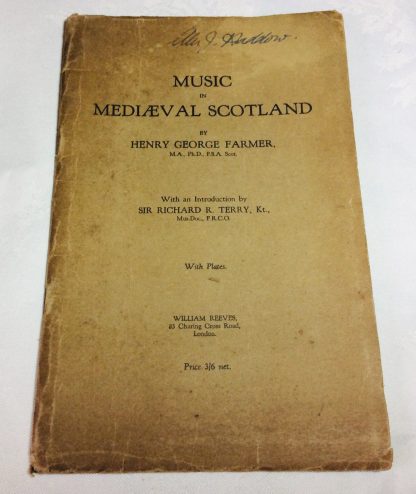 MUSIC
IN
MEDIÆVAL SCOTLAND
BY
HENRY GEORGE FARMER,
M.A., Ph.D., F.S.A. Scot.
With an Introduction by
SIR RICHARD R. TERRY, Kt.,
Mus.Doc., F.R.C.O.
With Plates.
WILLIAM REEVES,
83 Charing Cross Road,
London.
Price 3/6 net.